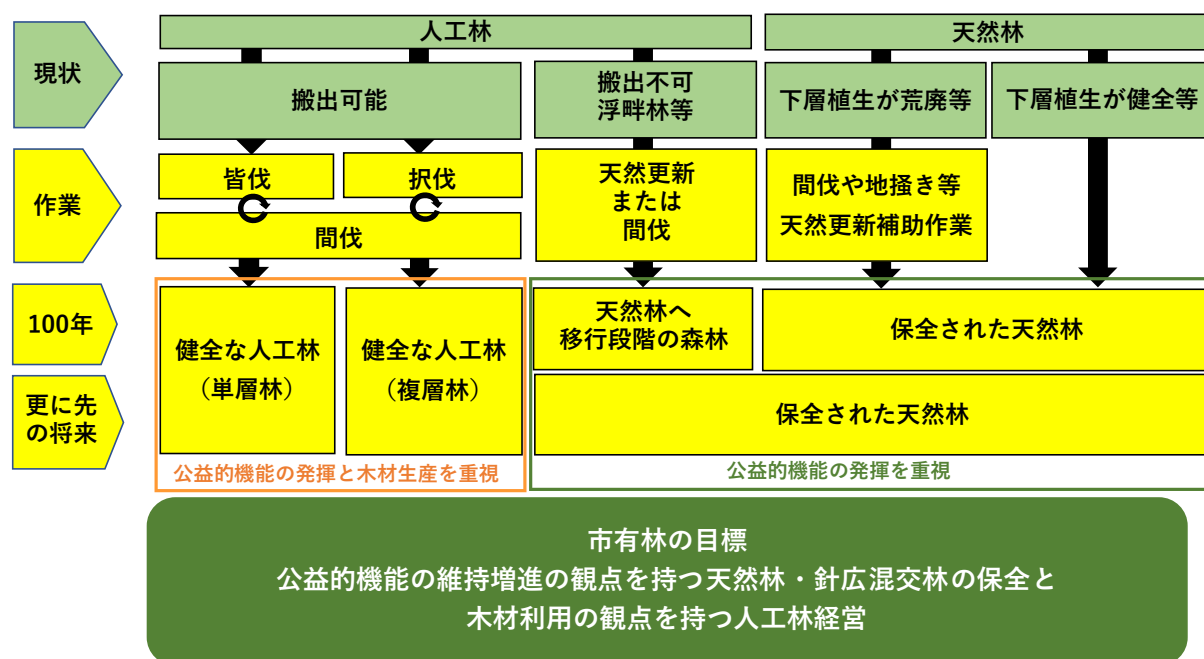 人工林
天然林
現状
搬出可能
搬出不可
浮畔林等
下層植生が荒廃等
下層植生が健全等
作業
皆伐
択伐
間伐
天然更新
または
間伐
間伐や地掻き等
天然更新補助作業
100年
更に先
の将来
健全な人工林
（単層林）
健全な人工林
（複層林）
天然林へ
移行段階の森林
保全された天然林
保全された天然林
公益的機能の発揮と木材生産を重視
公益的機能の発揮を重視
市有林の目標
公益的機能の維持増進の観点を持つ天然林・針広混交林の保全と
木材利用の観点を持つ人工林経営